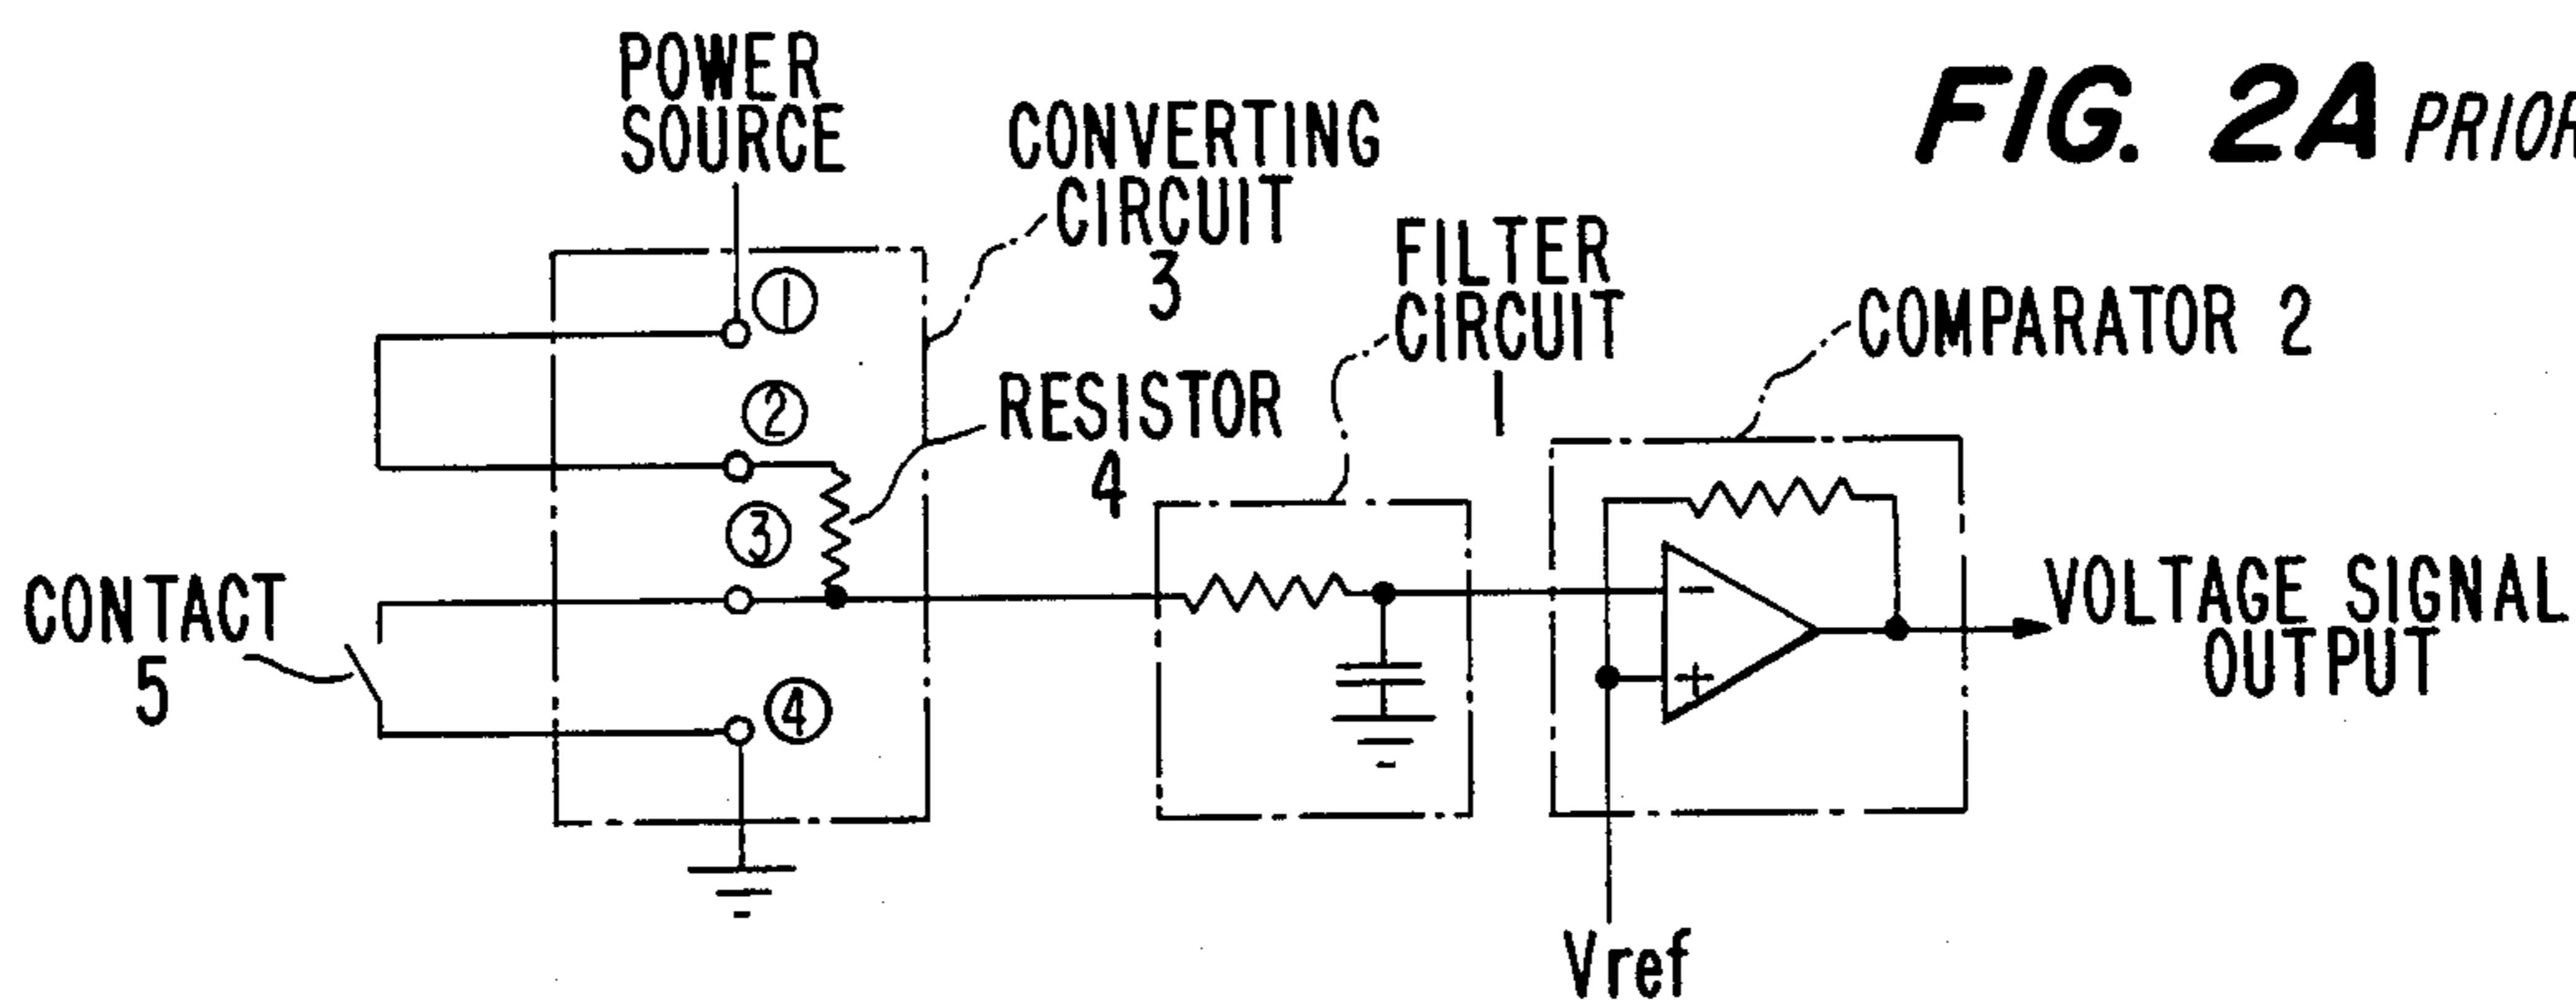 FIG. 2A PRIOR
POWER
SOURCE
CONVERTING
CIRCUIT
3
FILTER
CIRCUIT
1
COMPARATOR 2
RESISTOR
4
CONTACT
5
①
②
③
④
−
+
VOLTAGE SIGNAL
OUTPUT
Vref